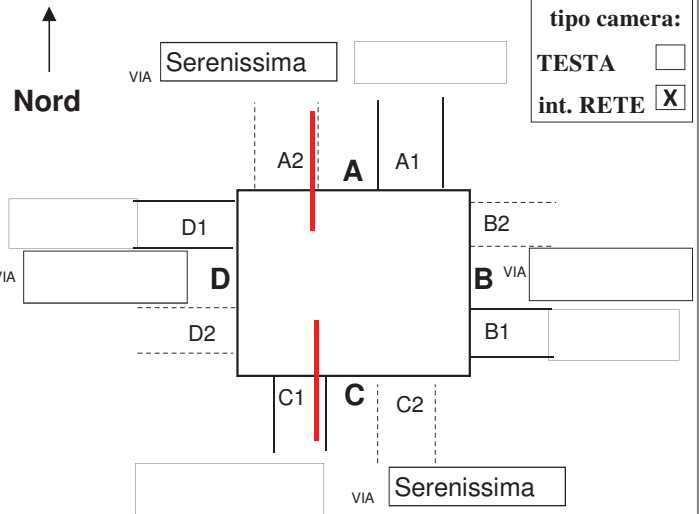 tipo camera:
VIA Serenissima
TESTA
Nord
int. RETE X
A2 A A1
D1 B2
VIA D B VIA
D2 B1
C1 C C2
VIA Serenissima